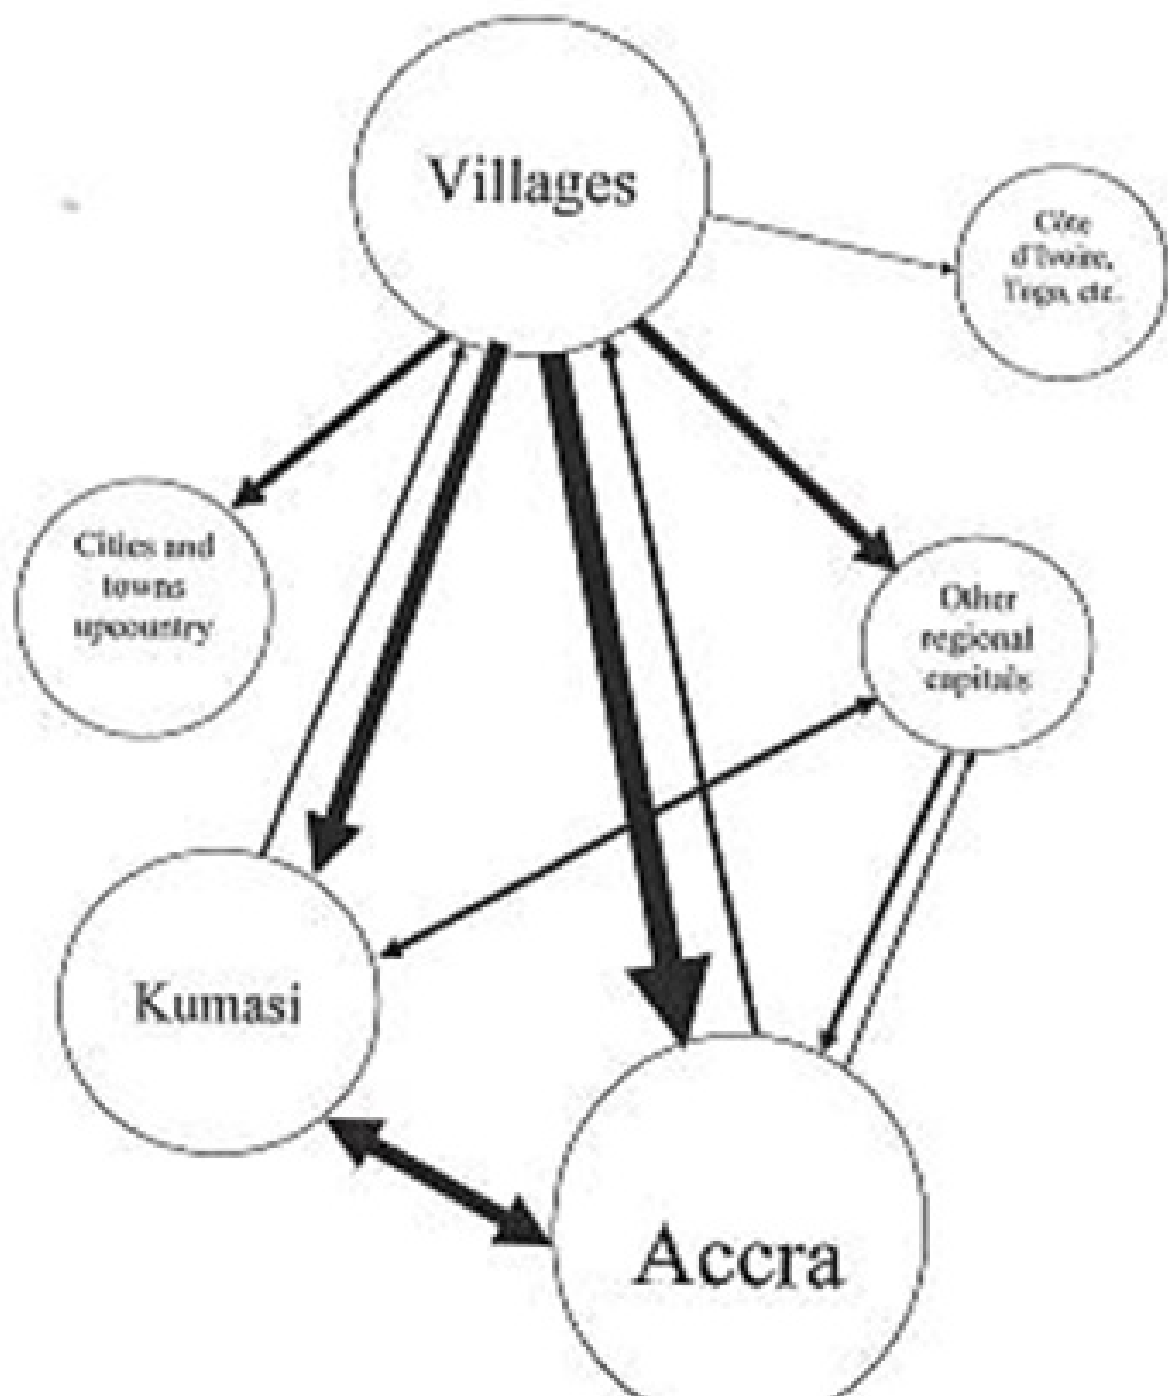 Villages
Côte
d'Ivoire,
Togo, etc.
Cities and
towns
upcountry
Other
regional
capitals
Kumasi
Accra